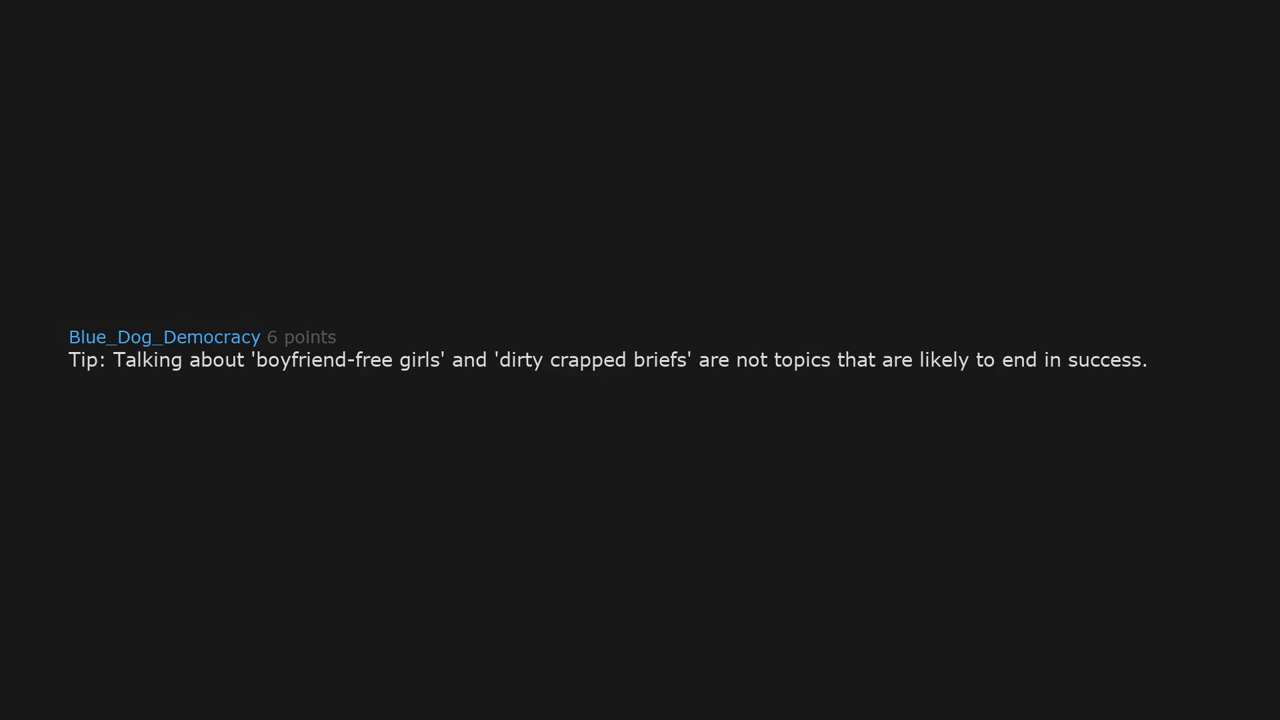 Blue_Dog_Democracy 6 points
Tip: Talking about 'boyfriend-free girls' and 'dirty crapped briefs' are not topics that are likely to end in success.